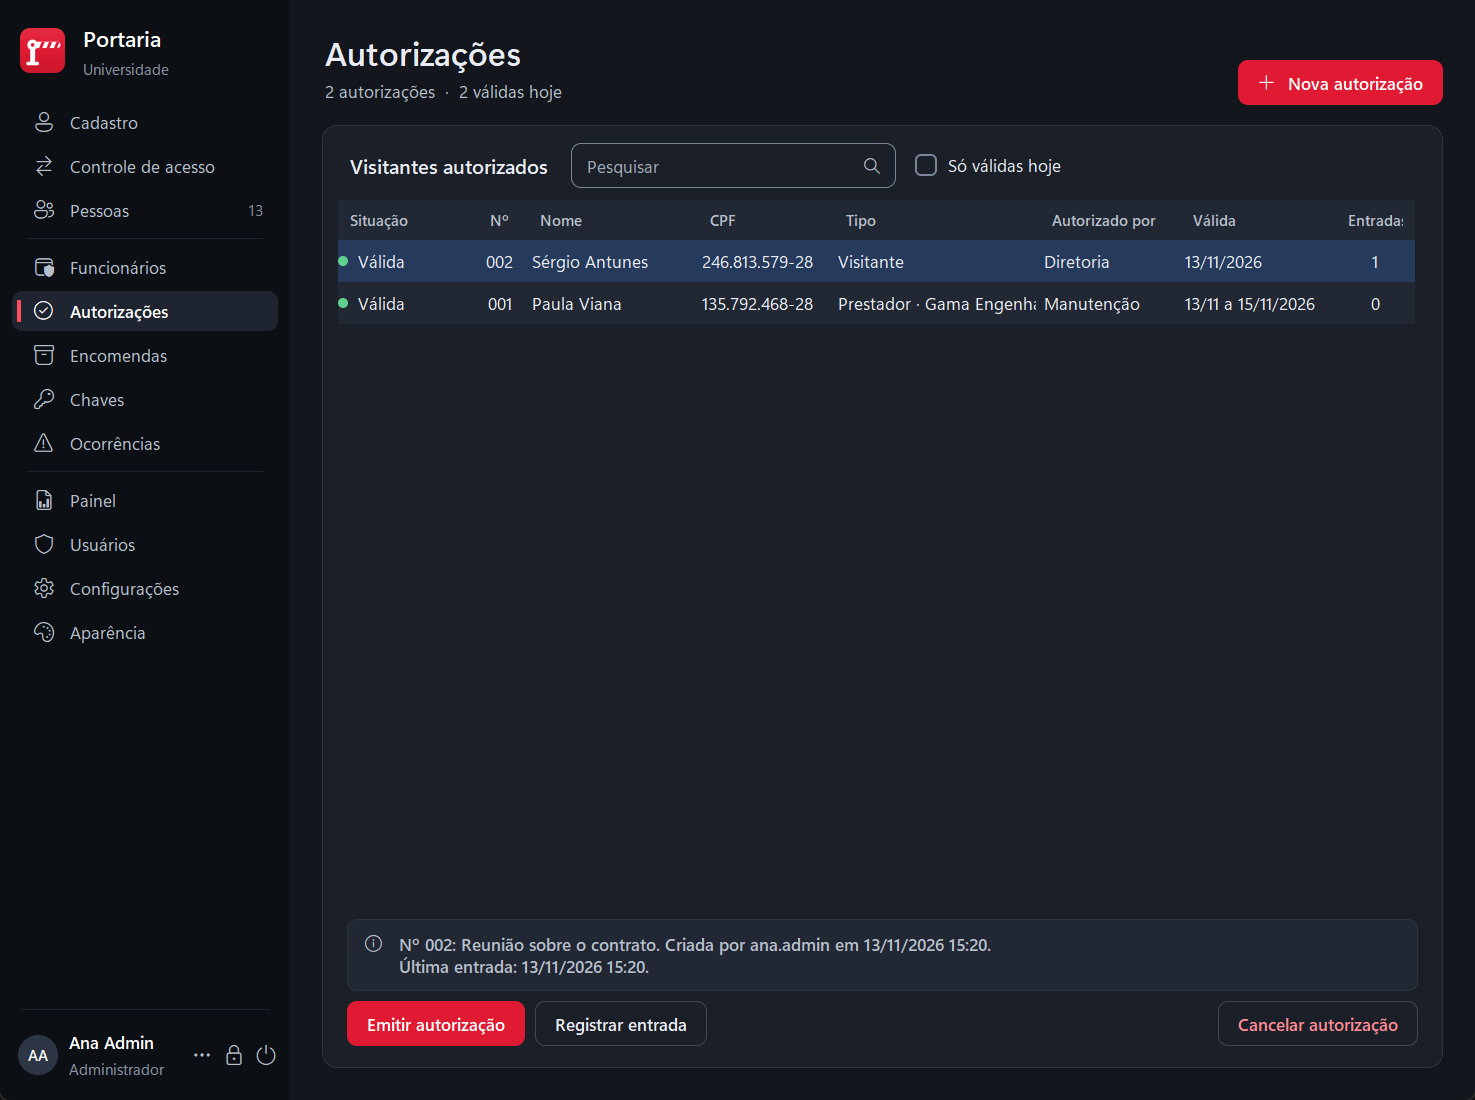 Portaria
Universidade
Cadastro
Controle de acesso
Pessoas 13
Funcionários
Autorizações
Encomendas
Chaves
Ocorrências
Painel
Usuários
Configurações
Aparência
AA
Ana Admin
Administrador
Autorizações
2 autorizações · 2 válidas hoje
Nova autorização
Visitantes autorizados
Pesquisar
Só válidas hoje
Situação Nº Nome CPF Tipo Autorizado por Válida Entradas
Válida 002 Sérgio Antunes 246.813.579-28 Visitante Diretoria 13/11/2026 1
Válida 001 Paula Viana 135.792.468-28 Prestador · Gama Engenha Manutenção 13/11 a 15/11/2026 0
Nº 002: Reunião sobre o contrato. Criada por ana.admin em 13/11/2026 15:20.
Última entrada: 13/11/2026 15:20.
Emitir autorização
Registrar entrada
Cancelar autorização